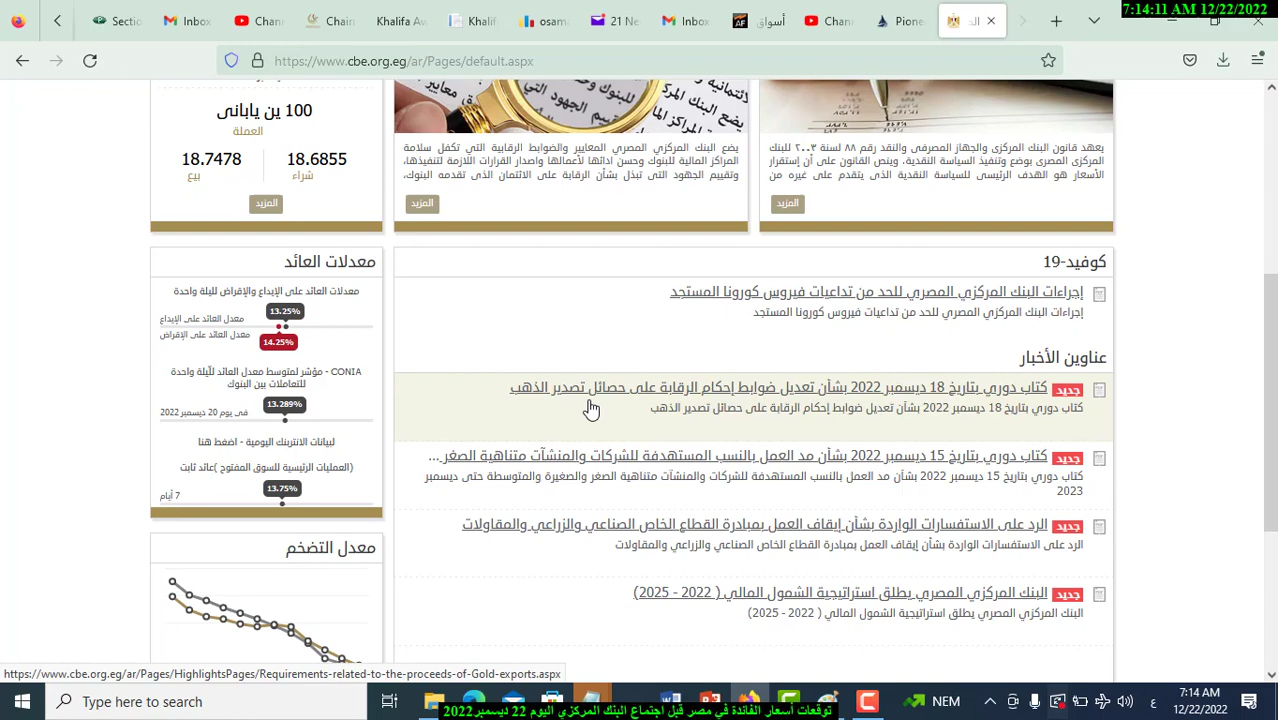 7:14:11 AM 12/22/2022
Sectio
Inbox
Chan
Chain
Khalifa Av
Khalif
osam
21 Ne
Inbox
أسواق
Chan
Pione
https://www.cbe.org.eg/ar/Pages/default.aspx
100 ين يابانى
العملة
18.6855
شراء
18.7478
بيع
المزيد
يضع البنك المركزي المصري المعايير والضوابط الرقابية التي تكفل سلامة
المراكز المالية للبنوك وحسن ادائها لأعمالها واصدار القرارات اللازمة لتنفيذها،
وتقييم الجهود التى تبذل بشأن الرقابة على الائتمان الذى تقدمه البنوك،
المزيد
يعهد قانون البنك المركزي والجهاز المصرفى والنقد رقم ٨٨ لسنة ٢٠٠٣ للبنك
المركزى المصرى بوضع وتنفيذ السياسة النقدية، وينص القانون على أن إستقرار
الأسعار هو الهدف الرئيسى للسياسة النقدية الذى يتقدم على غيره من
المزيد
كوفيد-19
إجراءات البنك المركزي المصري للحد من تداعيات فيروس كورونا المستجد
إجراءات البنك المركزي المصري للحد من تداعيات فيروس كورونا المستجد
عناوين الأخبار
جديد كتاب دوري بتاريخ 18 ديسمبر 2022 بشأن تعديل ضوابط إحكام الرقابة على حصائل تصدير الذهب
كتاب دوري بتاريخ 18 ديسمبر 2022 بشأن تعديل ضوابط إحكام الرقابة على حصائل تصدير الذهب
جديد كتاب دوري بتاريخ 15 ديسمبر 2022 بشأن مد العمل بالنسب المستهدفة للشركات والمنشآت متناهية الصغر ...
كتاب دوري بتاريخ 15 ديسمبر 2022 بشأن مد العمل بالنسب المستهدفة للشركات والمنشآت متناهية الصغر والصغيرة والمتوسطة حتى ديسمبر
2023
جديد الرد على الاستفسارات الواردة بشأن إيقاف العمل بمبادرة القطاع الخاص الصناعي والزراعي والمقاولات
الرد على الاستفسارات الواردة بشأن إيقاف العمل بمبادرة القطاع الخاص الصناعي والزراعي والمقاولات
جديد البنك المركزي المصري يطلق استراتيجية الشمول المالي ( 2022 - 2025)
البنك المركزي المصري يطلق استراتيجية الشمول المالي ( 2022 - 2025)
معدلات العائد
معدلات العائد على الإيداع والإقراض لليلة واحدة
13.25%
معدل العائد على الإيداع
معدل العائد على الإقراض
14.25%
CONIA - مؤشر لمتوسط معدل العائد للّيلة واحدة
للتعاملات بين البنوك
13.289%
فى يوم 20 ديسمبر 2022
لبيانات الانتربنك اليومية - اضغط هنا
(العمليات الرئيسية للسوق المفتوح )عائد ثابت
13.75%
7 أيام
معدل التضخم
https://www.cbe.org.eg/ar/Pages/HighlightsPages/Requirements-related-to-the-proceeds-of-Gold-exports.aspx
Type here to search
NEM
ع
7:14 AM
12/22/2022
توقعات أسعار الفائدة في مصر قبل اجتماع البنك المركزي اليوم 22 ديسمبر2022